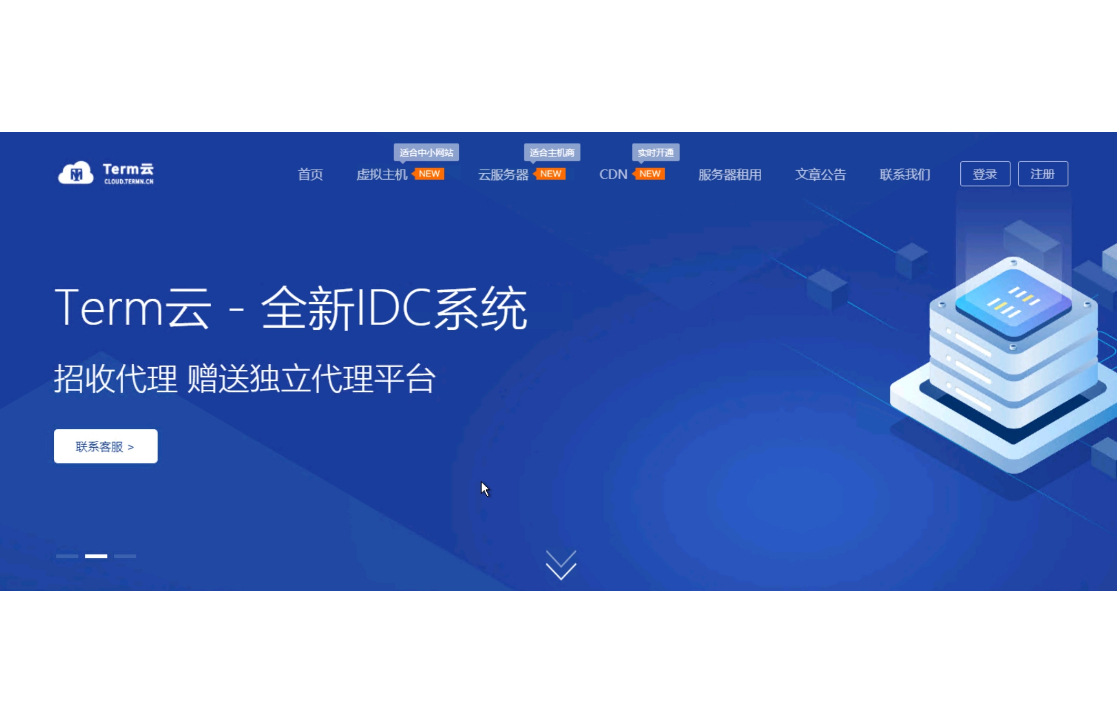 适合中小网站 适合主机商 实时开通
Term云
CLOUD.TERMN.CN
首页 虚拟主机 NEW 云服务器 NEW CDN NEW 服务器租用 文章公告 联系我们 登录 注册
Term云 - 全新IDC系统
招收代理 赠送独立代理平台
联系客服 >